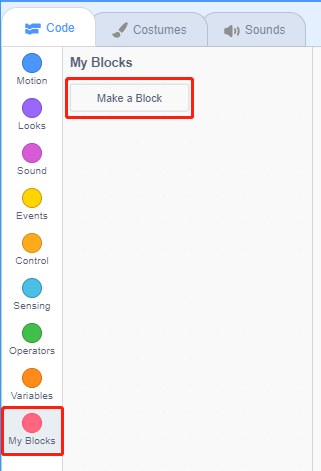 Code Costumes Sounds
My Blocks
Make a Block
Motion
Looks
Sound
Events
Control
Sensing
Operators
Variables
My Blocks